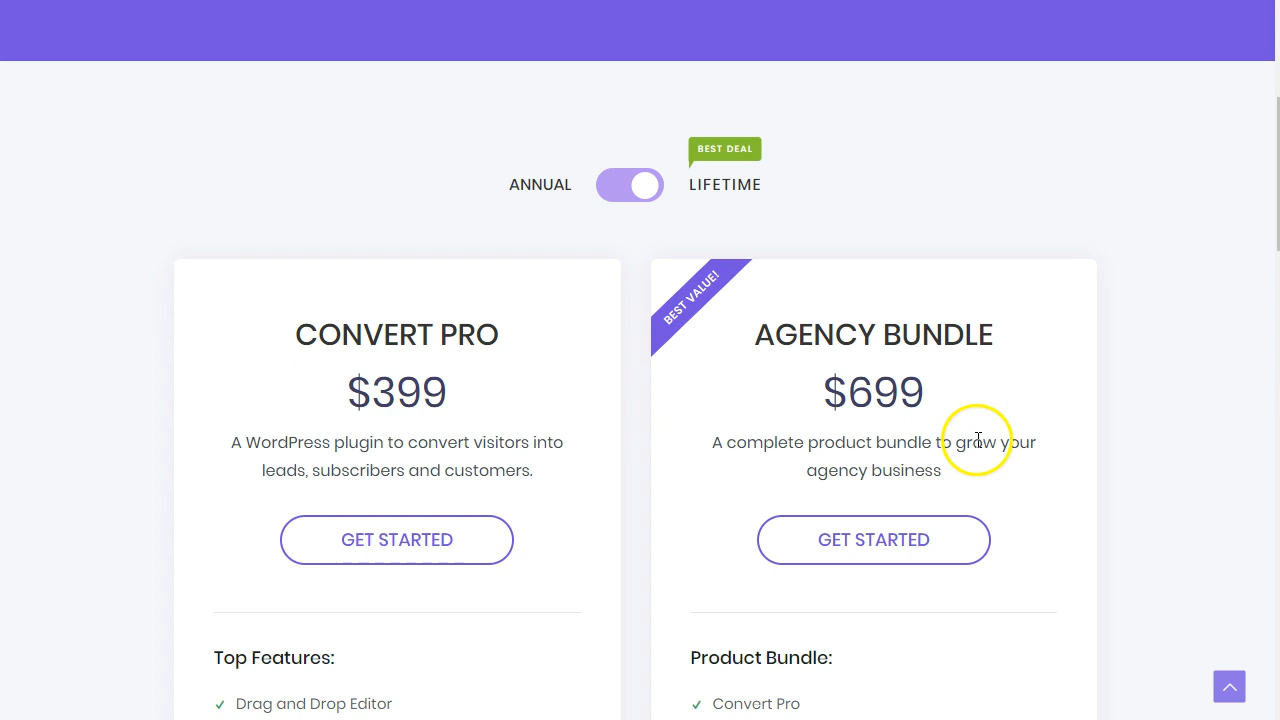 BEST DEAL
ANNUAL LIFETIME
BEST VALUE!
CONVERT PRO
$399
A WordPress plugin to convert visitors into
leads, subscribers and customers.
GET STARTED
Top Features:
Drag and Drop Editor
AGENCY BUNDLE
$699
A complete product bundle to grow your
agency business
GET STARTED
Product Bundle:
Convert Pro